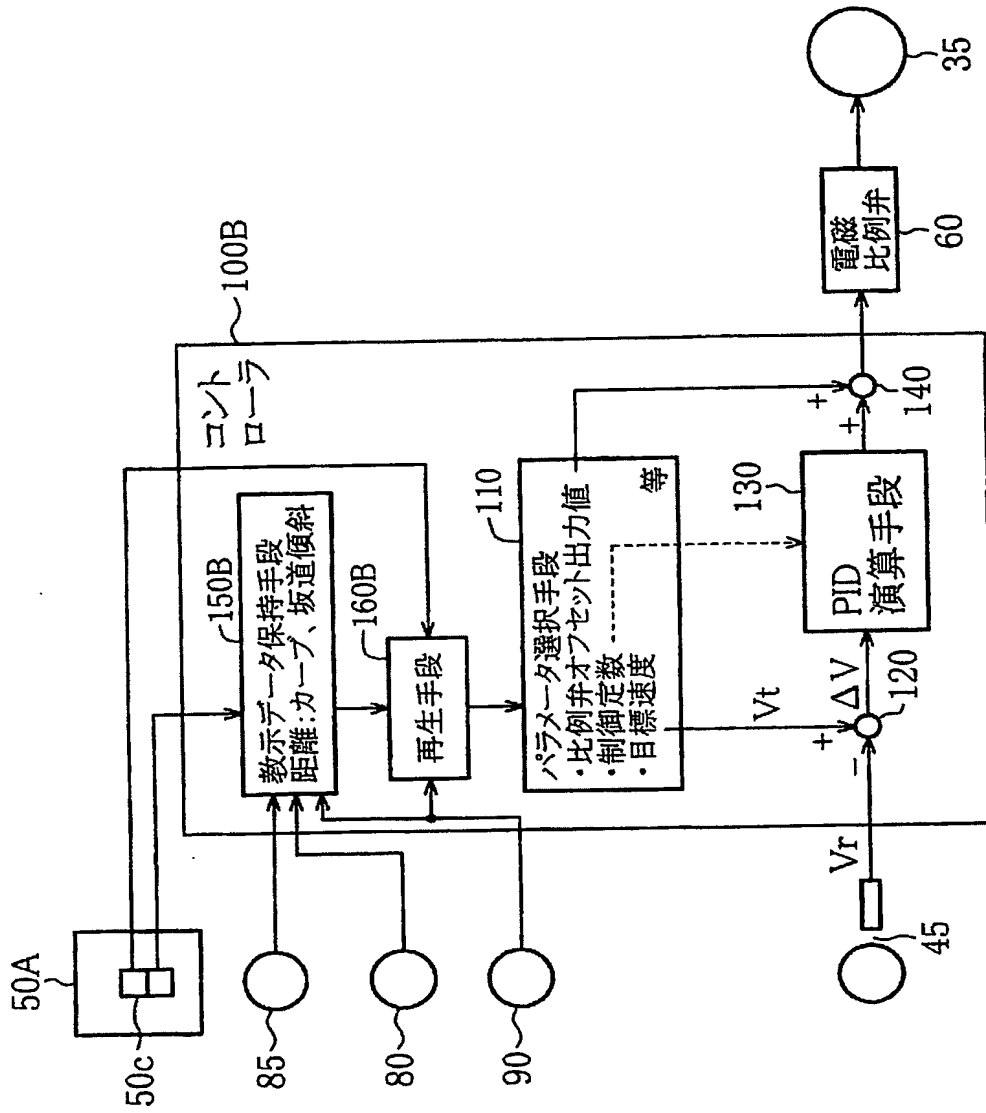 50A
50c
85
80
90
45
100B
コント
ローラ
150B
教示データ保持手段
距離:カーブ、坂道傾斜
160B
再生手段
110
パラメータ選択手段
・比例弁オフセット出力値
・制御定数
・目標速度
等
Vr
Vt
+
-
ΔV
120
130
PID
演算手段
+
+
140
電磁
比例弁
60
35